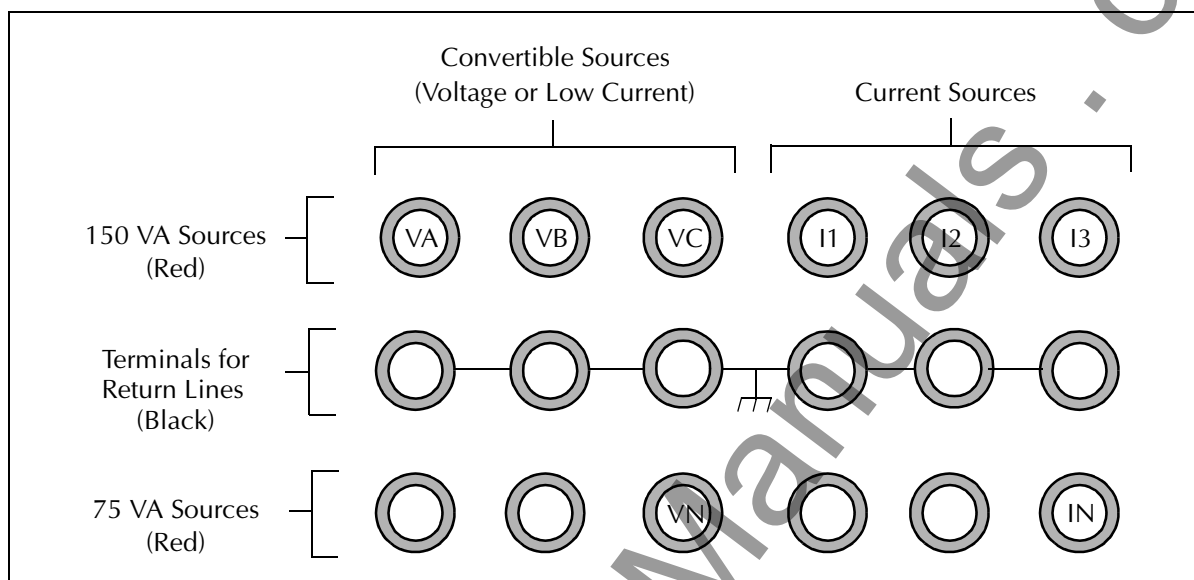 Convertible Sources
(Voltage or Low Current)
Current Sources
150 VA Sources
(Red)
VA VB VC I1 I2 I3
Terminals for
Return Lines
(Black)
75 VA Sources
(Red)
VN IN
Manuals .